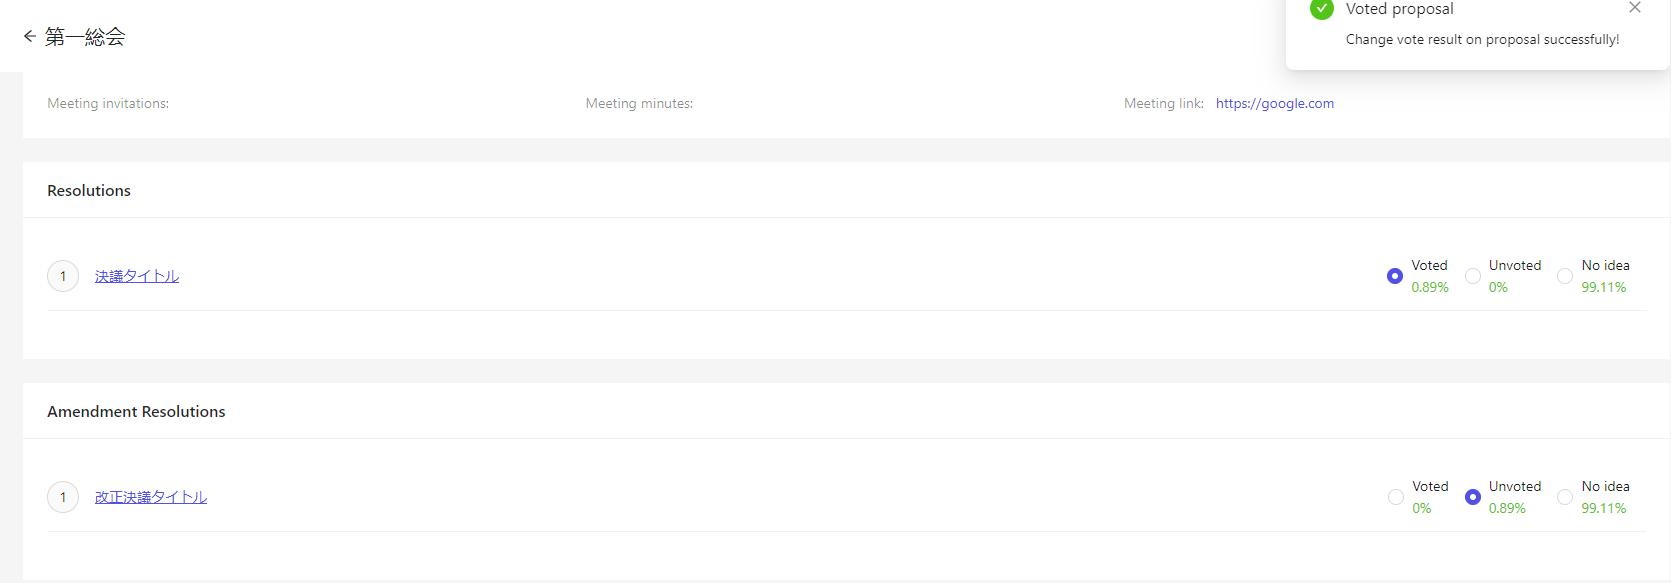 第一総会
Voted proposal
Change vote result on proposal successfully!
Meeting invitations:
Meeting minutes:
Meeting link: https://google.com
Resolutions
1 決議タイトル
Voted Unvoted No idea
0.89% 0% 99.11%
Amendment Resolutions
1 改正決議タイトル
Voted Unvoted No idea
0% 0.89% 99.11%